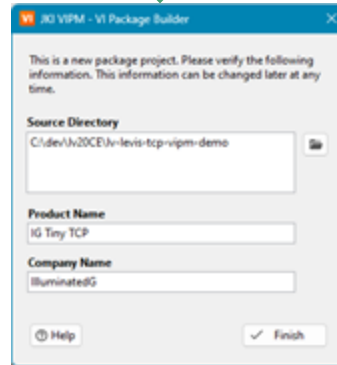 JKI VIPM - VI Package Builder
This is a new package project. Please verify the following
information. This information can be changed later at any
time.
Source Directory
C:\dev\lv20CE\lv-levis-tcp-vipm-demo
Product Name
IG Tiny TCP
Company Name
IlluminatedG
Help
Finish